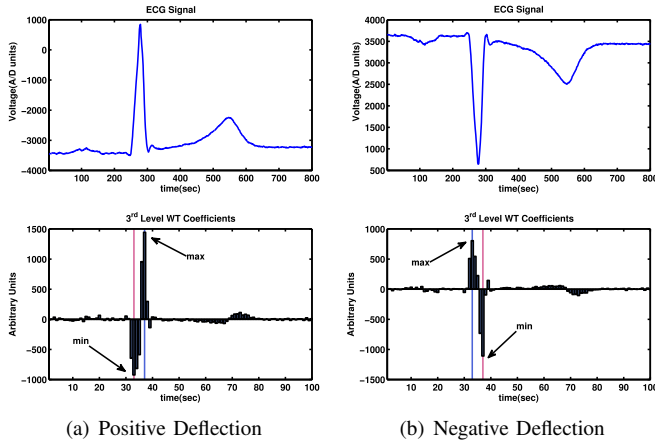 ECG Signal
Voltage(A/D units)
1000
0
−1000
−2000
−3000
−4000
100 200 300 400 500 600 700 800
time(sec)
3rd Level WT Coefficients
Arbitrary Units
1500
1000
500
0
−500
−1000
0 10 20 30 40 50 60 70 80 90 100
time(sec)
max
min
(a) Positive Deflection
ECG Signal
Voltage(A/D units)
4000
3500
3000
2500
2000
1500
1000
500
100 200 300 400 500 600 700 800
time(sec)
3rd Level WT Coefficients
Arbitrary Units
1000
500
0
−500
−1000
−1500
0 10 20 30 40 50 60 70 80 90 100
time(sec)
max
min
(b) Negative Deflection